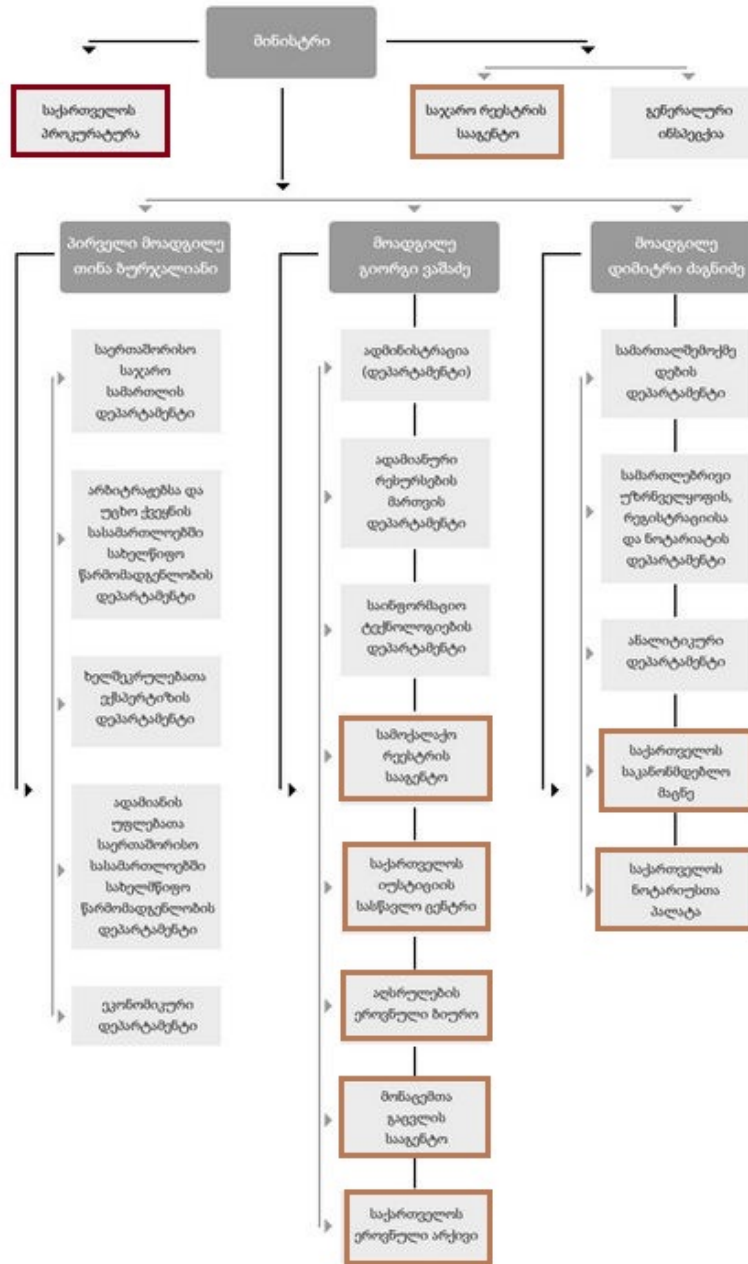 მინისტრი
საქართველოს
პროკურატურა
საჯარო რეესტრის
სააგენტო
გენერალური
ინსპექცია
პირველი მოადგილე
თინა ბურჯალიანი
საერთაშორისო
საჯარო
სამართლის
დეპარტამენტი
არბიტრაჟებსა და
უცხო ქვეყნის
სასამართლოებში
სახელწიფო
წარმომადგენლობის
დეპარტამენტი
ხელშეკრულებათა
ექსპერტიზის
დეპარტამენტი
ადამიანის
უფლებათა
საერთაშორისო
სასამართლოებში
სახელმწიფო
წარმომადგენლობის
დეპარტამენტი
ეკონომიკური
დეპარტამენტი
მოადგილე
გიორგი ვაშაძე
ადმინისტრაცია
(დეპარტამენტი)
ადამიანური
რესურსების
მართვის
დეპარტამენტი
საინფორმაციო
ტექნოლოგიების
დეპარტამენტი
სამოქალაქო
რეესტრის
სააგენტო
საქართველოს
იუსტიციის
სასწავლო ცენტრი
აღსრულების
ეროვნული ბიურო
მონაცემთა
გაცვლის
სააგენტო
საქართველოს
ეროვნული არქივი
მოადგილე
დიმიტრი ძაგნიძე
სამართალშემოქმე
დების
დეპარტამენტი
სამართლებრივი
უზრნველყოფის,
რეგისტრაციისა
და ნოტარიატის
დეპარტამენტი
ანალიტიკური
დეპარტამენტი
საქართველოს
საკანონმდებლო
მაცნე
საქართველოს
ნოტარიუსთა
პალატა